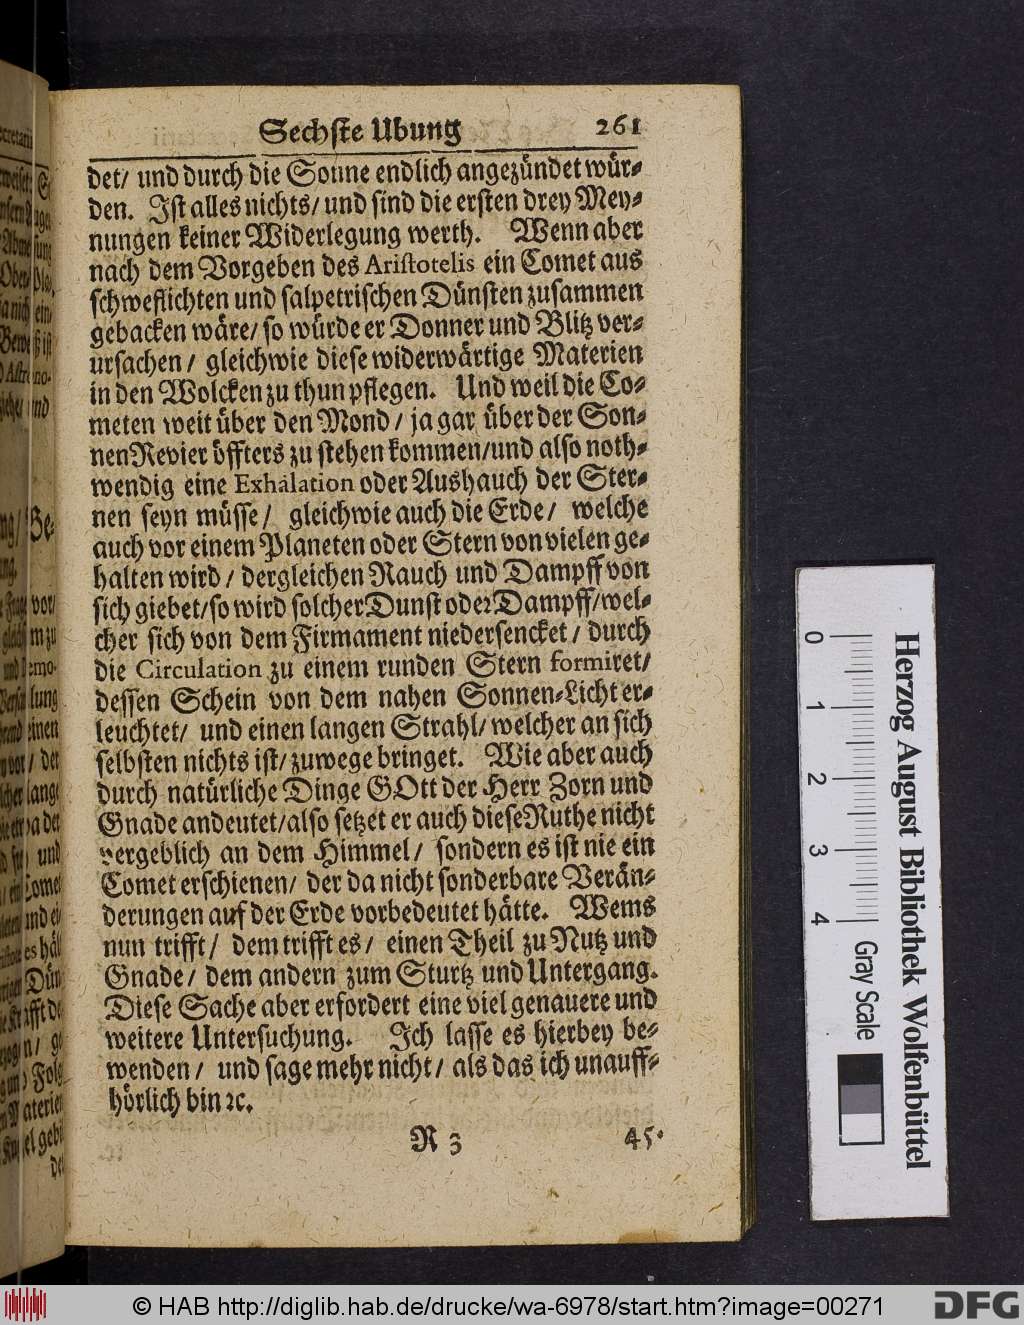 Sechste Ubung 261
det/ und durch die Sonne endlich angezündet wür-
den. Ist alles nichts/ und sind die ersten drey Mey-
nungen keiner Widerlegung werth. Wenn aber
nach dem Vorgeben des Aristotelis ein Comet aus
schweflichten und salpetrischen Dünsten zusammen
gebacken wäre/ so würde er Donner und Blitz ver-
ursachen/ gleichwie diese widerwärtige Materien
in den Wolcken zu thun pflegen. Und weil die Co-
meten weit über den Mond/ ja gar über der Son-
nen Revier öffters zu stehen kommen/ und also noth-
wendig eine Exhalation oder Aushauch der Ster-
nen seyn müsse/ gleichwie auch die Erde/ welche
auch vor einem Planeten oder Stern von vielen ge-
halten wird/ dergleichen Rauch und Dampff von
sich giebet/ so wird solcher Dunst oder Dampff/ wel-
cher sich von dem Firmament niedersencket/ durch
die Circulation zu einem runden Stern formiret/
dessen Schein von dem nahen Sonnen-Licht er-
leuchtet/ und einen langen Strahl/ welcher an sich
selbsten nichts ist/ zuwege bringet. Wie aber auch
durch natürliche Dinge GOtt der Herr Zorn und
Gnade andeutet/ also setzet er auch diese Ruthe nicht
vergeblich an dem Himmel/ sondern es ist nie ein
Comet erschienen/ der da nicht sonderbare Verän-
derungen auf der Erde vorbedeutet hätte. Wems
nun trifft/ dem trifft es/ einen Theil zu Nutz und
Gnade/ dem andern zum Sturtz und Untergang.
Diese Sache aber erfordert eine viel genauere und
weitere Untersuchung. Ich lasse es hierbey be-
wenden/ und sage mehr nicht/ als das ich unauff-
hörlich bin ꝛc.
R 3 45.
0 1 2 3 4
Gray Scale
Herzog August Bibliothek Wolfenbüttel
© HAB http://diglib.hab.de/drucke/wa-6978/start.htm?image=00271
DFG